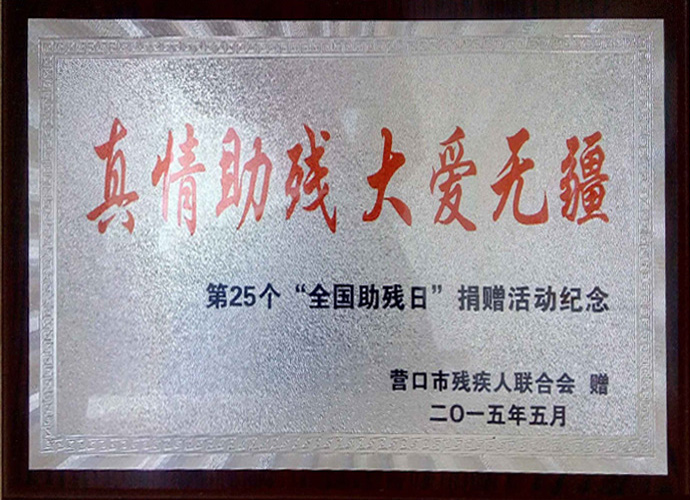 真情助残 大爱无疆
第25个“全国助残日”捐赠活动纪念
营口市残疾人联合会 赠
二〇一五年五月